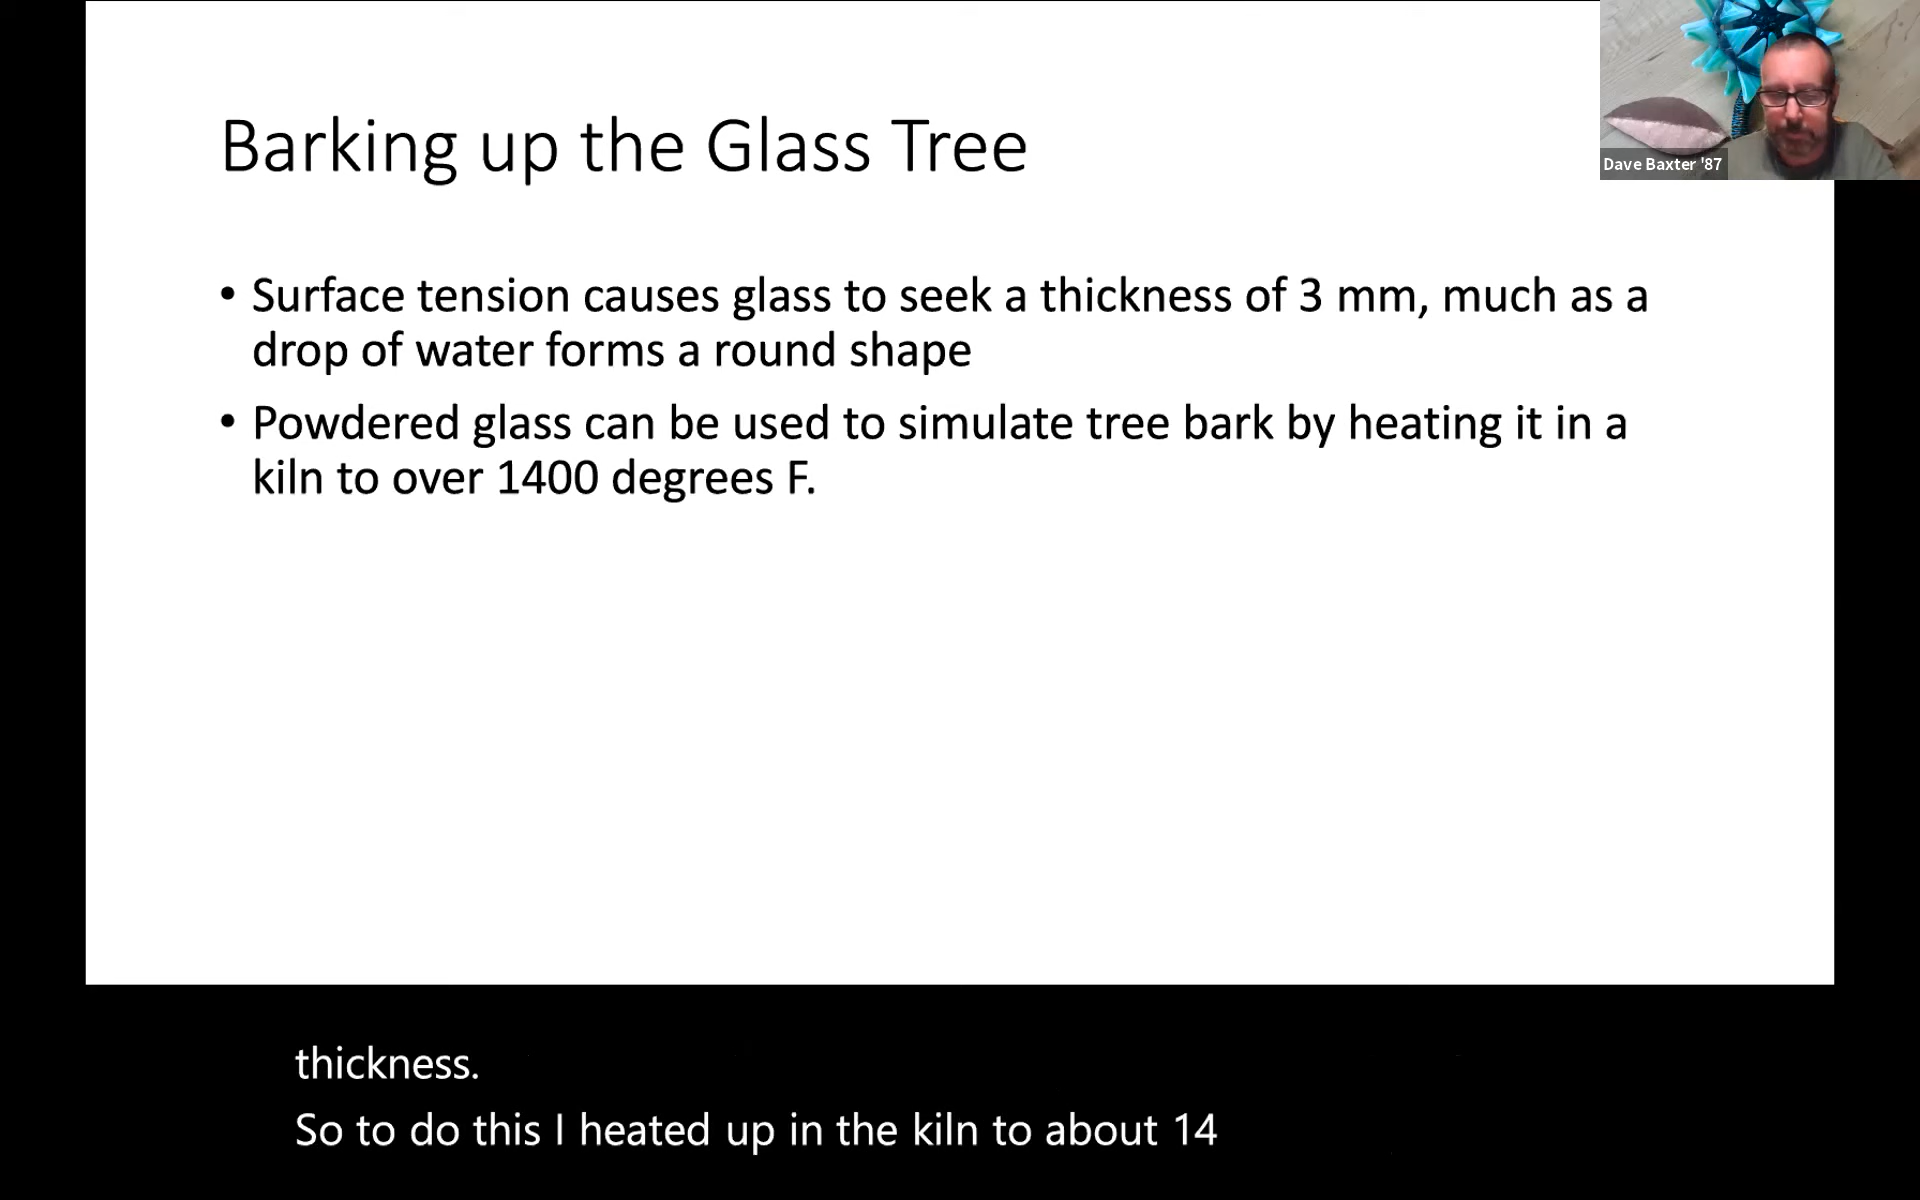 Barking up the Glass Tree
Dave Baxter '87
• Surface tension causes glass to seek a thickness of 3 mm, much as a
drop of water forms a round shape
• Powdered glass can be used to simulate tree bark by heating it in a
kiln to over 1400 degrees F.
thickness.
So to do this I heated up in the kiln to about 14